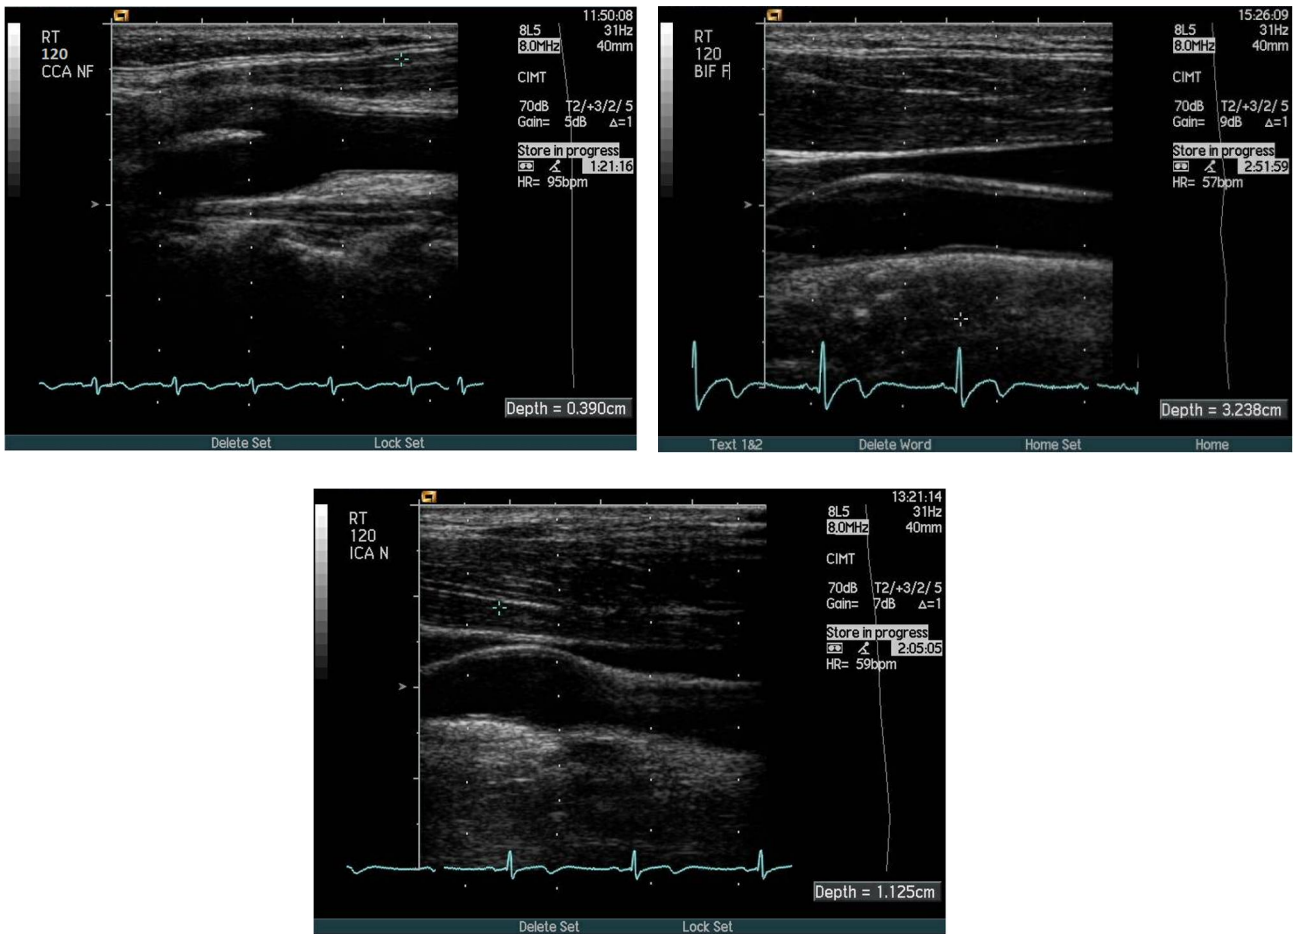 11:50:08
RT
120
CCA NF
8L5 31Hz
8.0MHz 40mm
CIMT
70dB T2/+3/2/5
Gain= 5dB Δ=1
Store in progress
1:21:16
HR= 95bpm
Depth = 0.390cm
Delete Set Lock Set
15:26:09
RT
120
BIF F
8L5 31Hz
8.0MHz 40mm
CIMT
70dB T2/+3/2/5
Gain= 9dB Δ=1
Store in progress
2:51:59
HR= 57bpm
Depth = 3.238cm
Text 1&2 Delete Word Home Set Home
13:21:14
RT
120
ICA N
8L5 31Hz
8.0MHz 40mm
CIMT
70dB T2/+3/2/5
Gain= 7dB Δ=1
Store in progress
2:05:05
HR= 59bpm
Depth = 1.125cm
Delete Set Lock Set